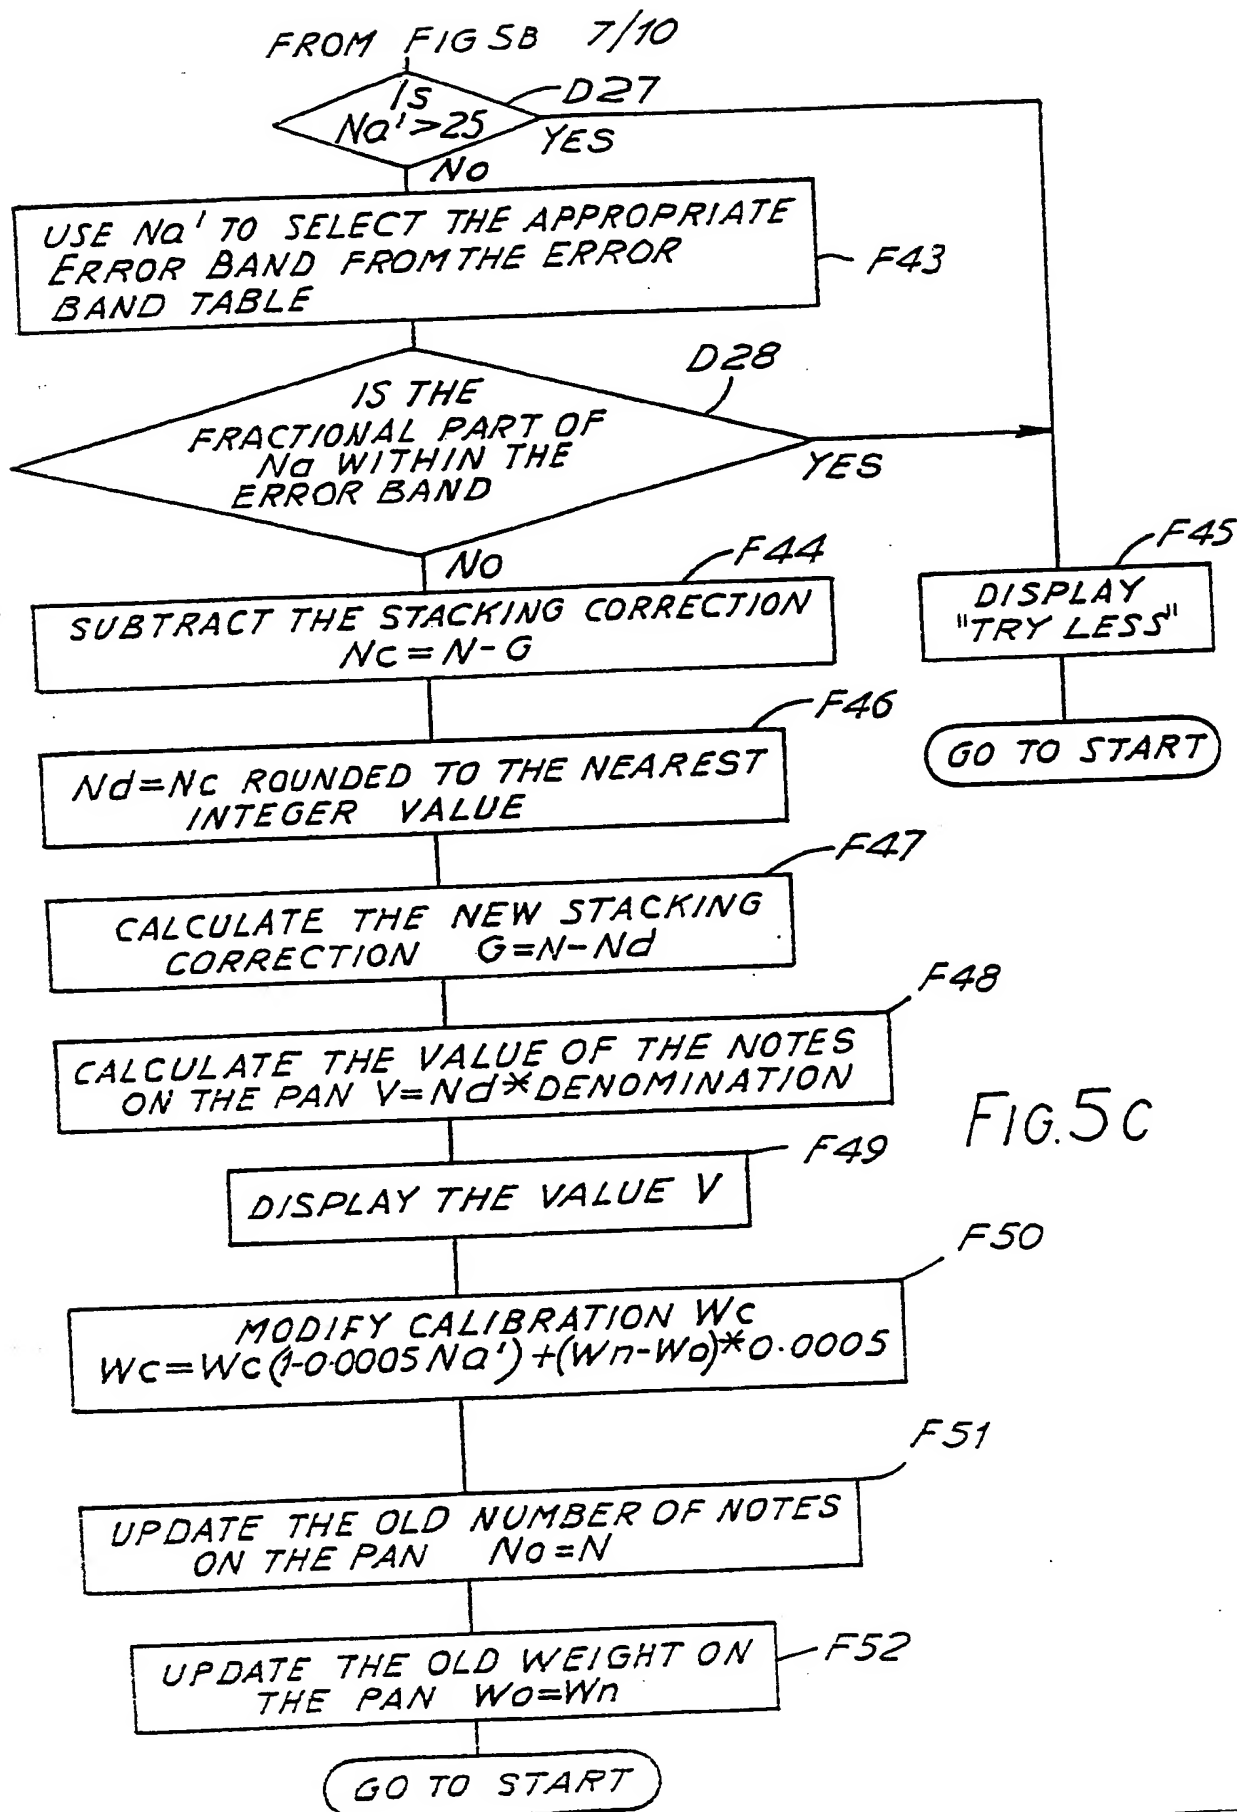 FROM FIG 5B 7/10
IS
Na'>25
D27
YES
NO
USE Na' TO SELECT THE APPROPRIATE
ERROR BAND FROM THE ERROR
BAND TABLE
F43
D28
IS THE
FRACTIONAL PART OF
Na WITHIN THE
ERROR BAND
YES
NO
F44
SUBTRACT THE STACKING CORRECTION
Nc=N-G
F45
DISPLAY
"TRY LESS"
GO TO START
F46
Nd=Nc ROUNDED TO THE NEAREST
INTEGER VALUE
F47
CALCULATE THE NEW STACKING
CORRECTION G=N-Nd
F48
CALCULATE THE VALUE OF THE NOTES
ON THE PAN V=Nd*DENOMINATION
FIG.5C
F49
DISPLAY THE VALUE V
F50
MODIFY CALIBRATION Wc
Wc=Wc(1-0.0005Na')+(Wn-Wo)*0.0005
F51
UPDATE THE OLD NUMBER OF NOTES
ON THE PAN No=N
F52
UPDATE THE OLD WEIGHT ON
THE PAN Wo=Wn
GO TO START